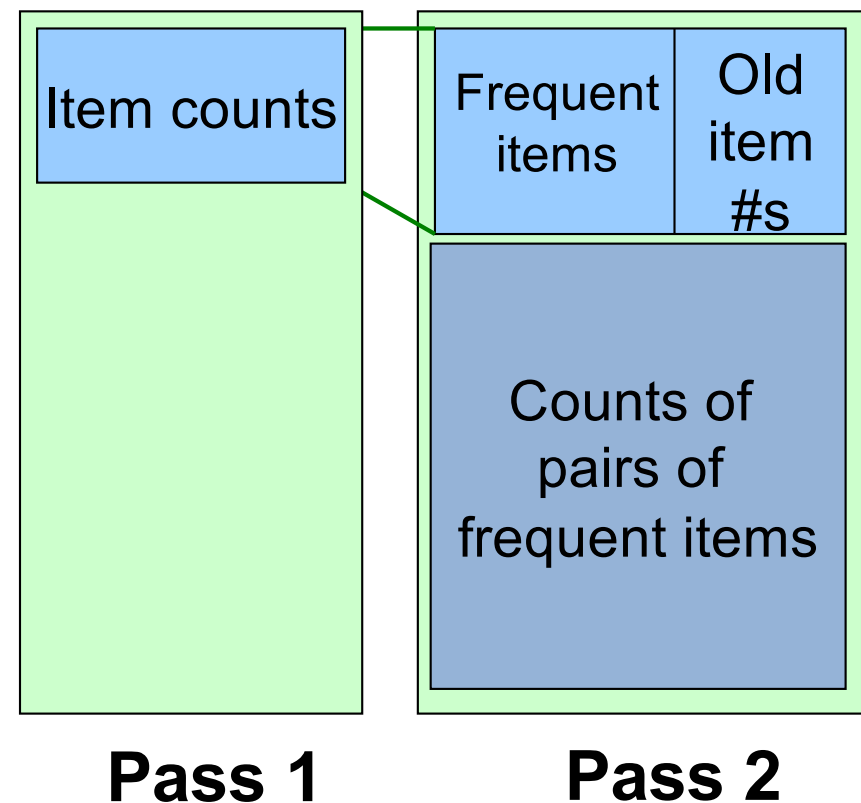 Item counts
Frequent
items
Old
item
#s
Counts of
pairs of
frequent items
Pass 1
Pass 2